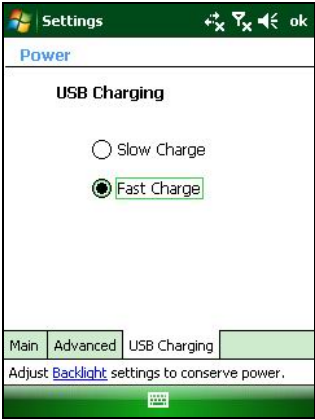 Settings ok
Power
USB Charging
Slow Charge
Fast Charge
Main Advanced USB Charging
Adjust Backlight settings to conserve power.